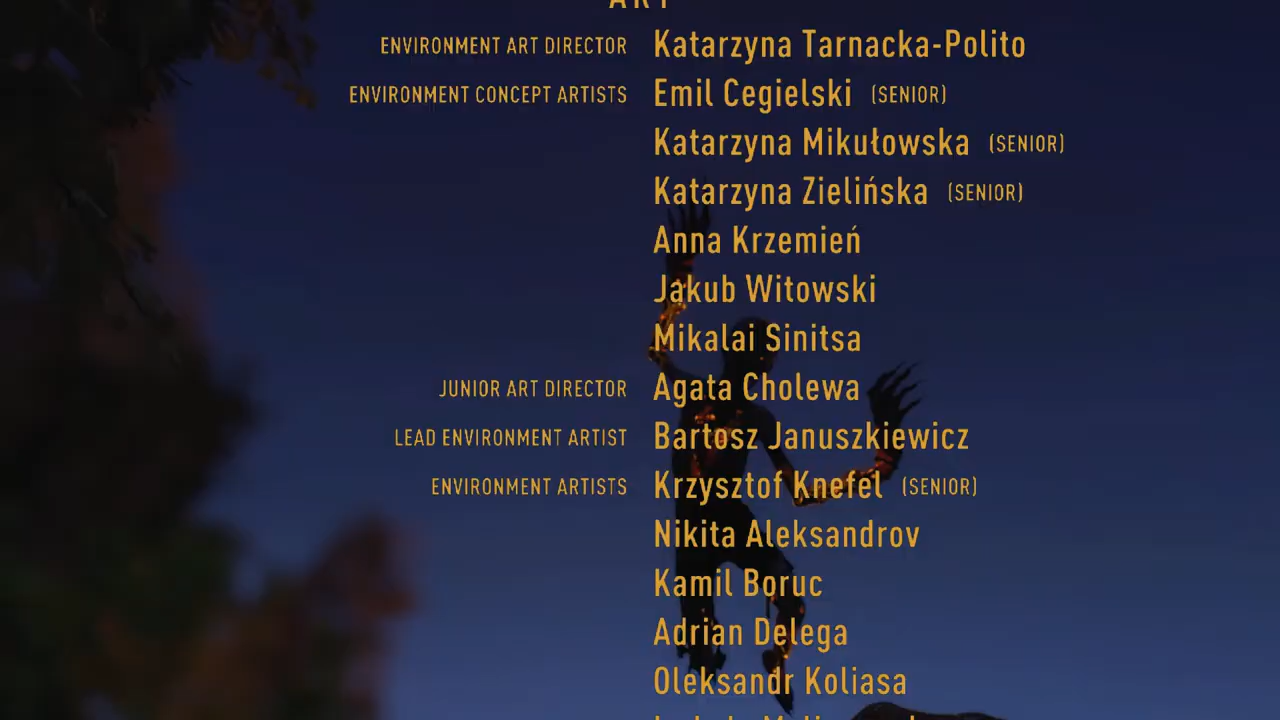 ART
ENVIRONMENT ART DIRECTOR Katarzyna Tarnacka-Polito
ENVIRONMENT CONCEPT ARTISTS Emil Cegielski (SENIOR)
Katarzyna Mikułowska (SENIOR)
Katarzyna Zielińska (SENIOR)
Anna Krzemień
Jakub Witowski
Mikalai Sinitsa
JUNIOR ART DIRECTOR Agata Cholewa
LEAD ENVIRONMENT ARTIST Bartosz Januszkiewicz
ENVIRONMENT ARTISTS Krzysztof Knefel (SENIOR)
Nikita Aleksandrov
Kamil Boruc
Adrian Delega
Oleksandr Koliasa